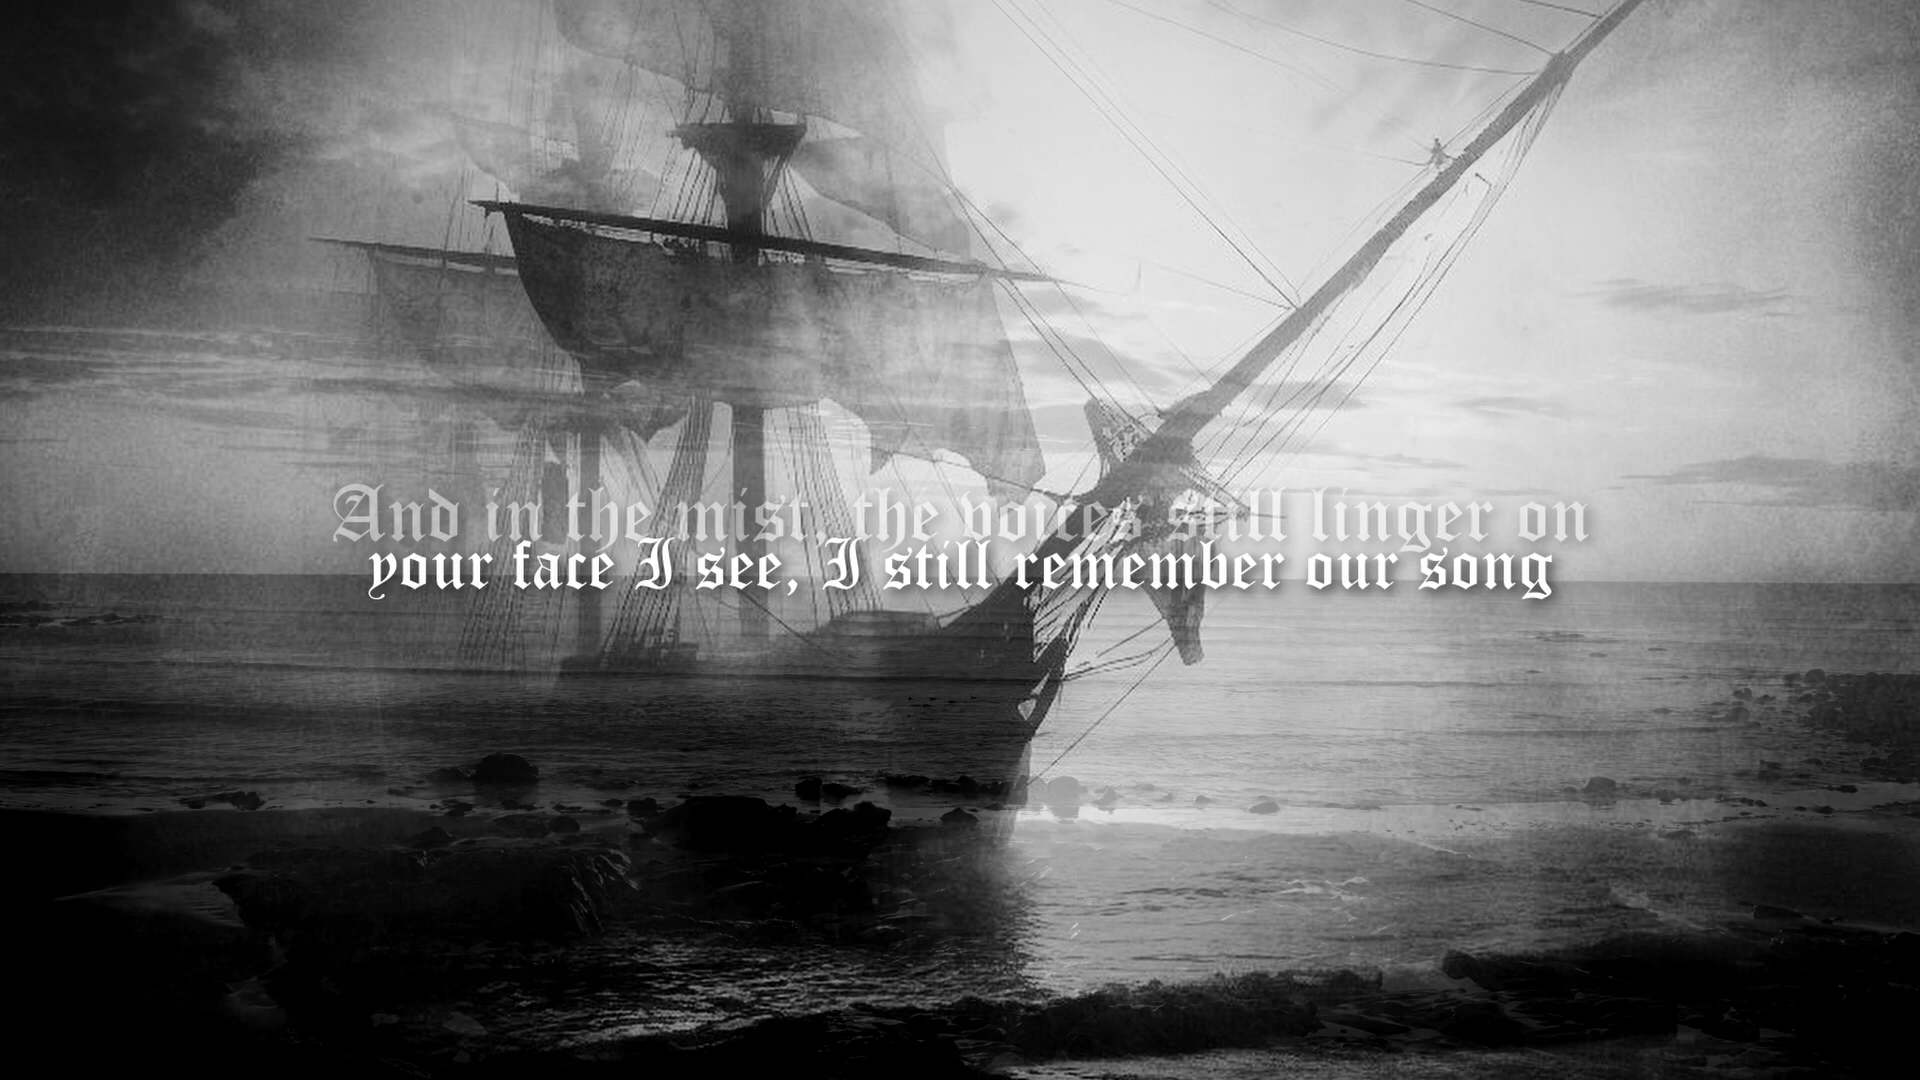 And in the mist, the voices still linger on
your face I see, I still remember our song